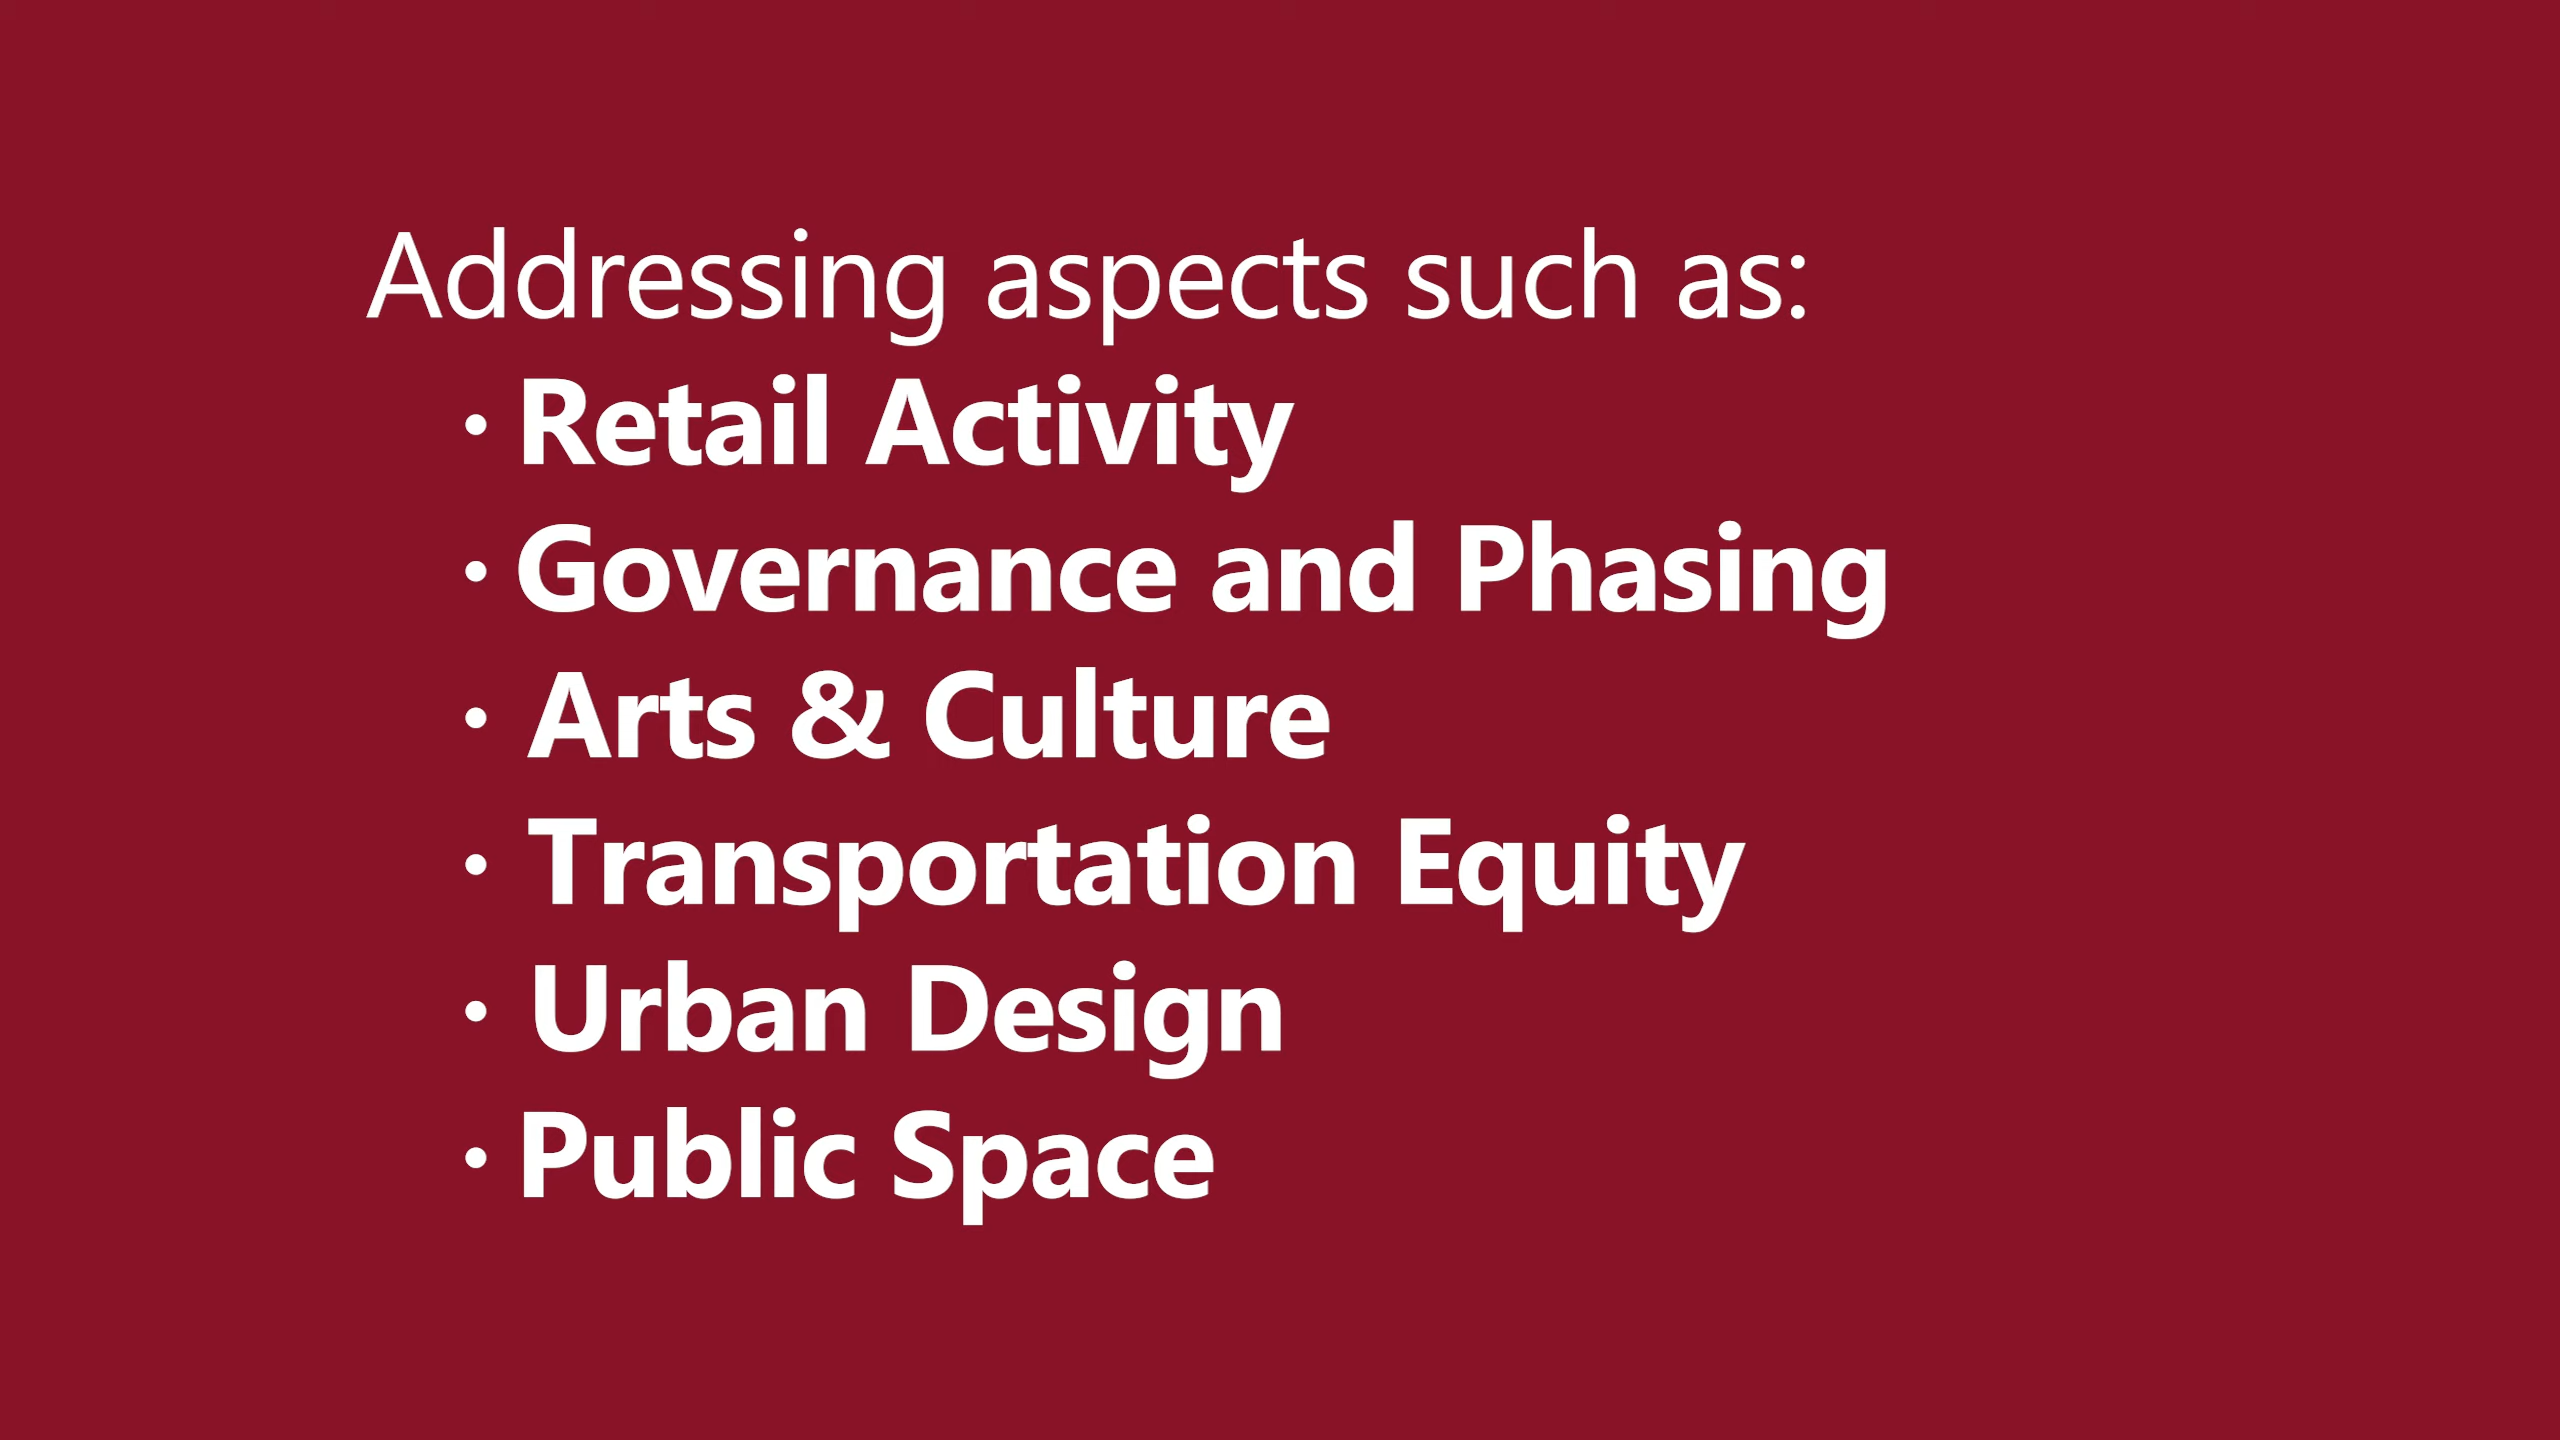 Addressing aspects such as:
• Retail Activity
• Governance and Phasing
• Arts & Culture
• Transportation Equity
• Urban Design
• Public Space